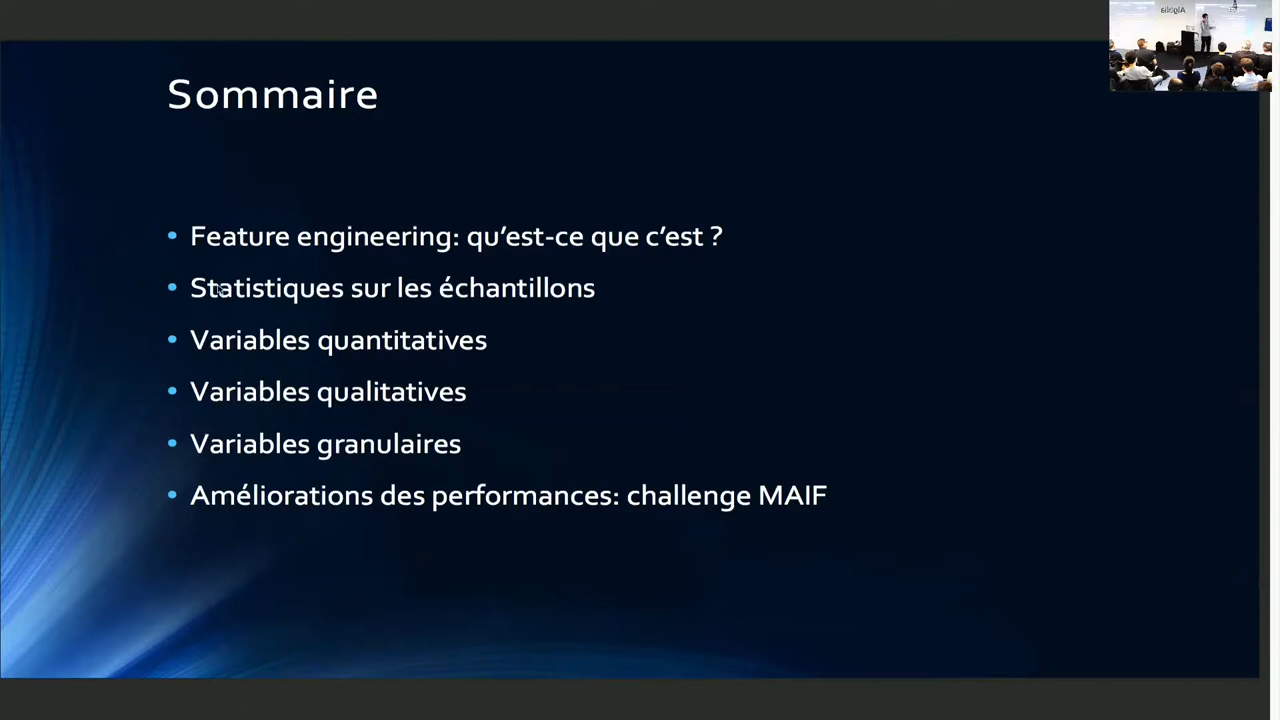 Algolia
Sommaire
• Feature engineering: qu’est-ce que c’est ?
• Statistiques sur les échantillons
• Variables quantitatives
• Variables qualitatives
• Variables granulaires
• Améliorations des performances: challenge MAIF